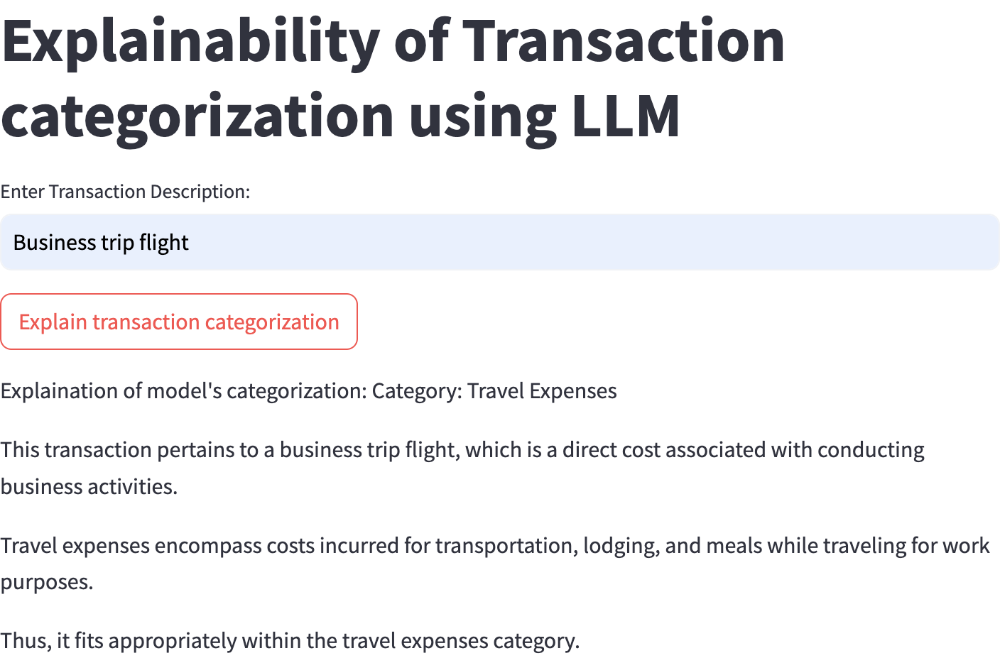 Explainability of Transaction
categorization using LLM
Enter Transaction Description:
Business trip flight
Explain transaction categorization
Explaination of model's categorization: Category: Travel Expenses
This transaction pertains to a business trip flight, which is a direct cost associated with conducting
business activities.
Travel expenses encompass costs incurred for transportation, lodging, and meals while traveling for work
purposes.
Thus, it fits appropriately within the travel expenses category.